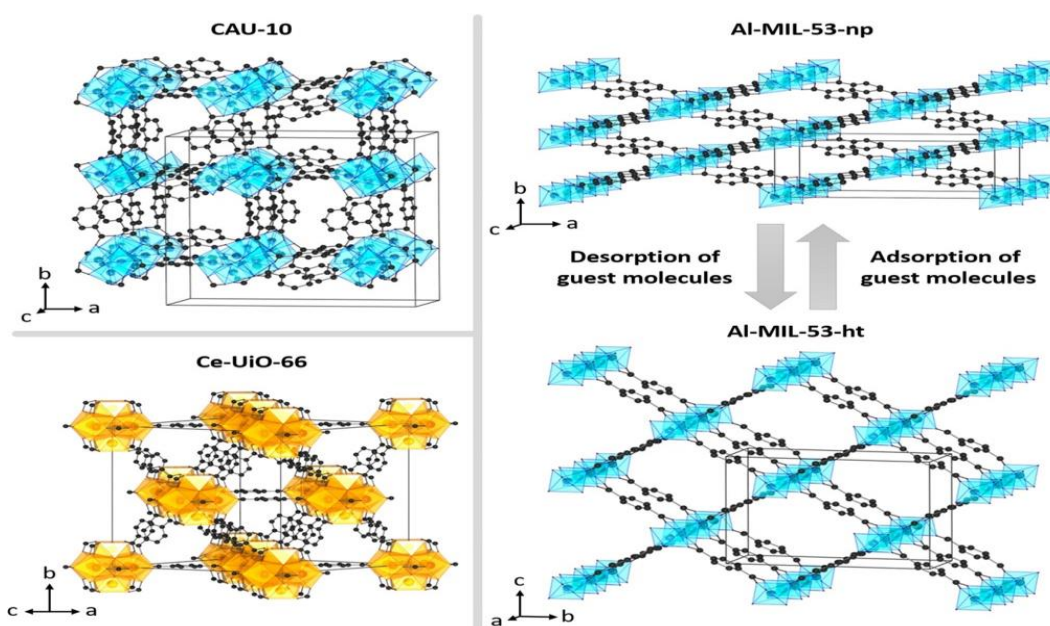 CAU-10
b
c
a
Ce-UiO-66
b
c
a
Al-MIL-53-np
b
c
a
Desorption of
guest molecules
Adsorption of
guest molecules
Al-MIL-53-ht
c
a
b